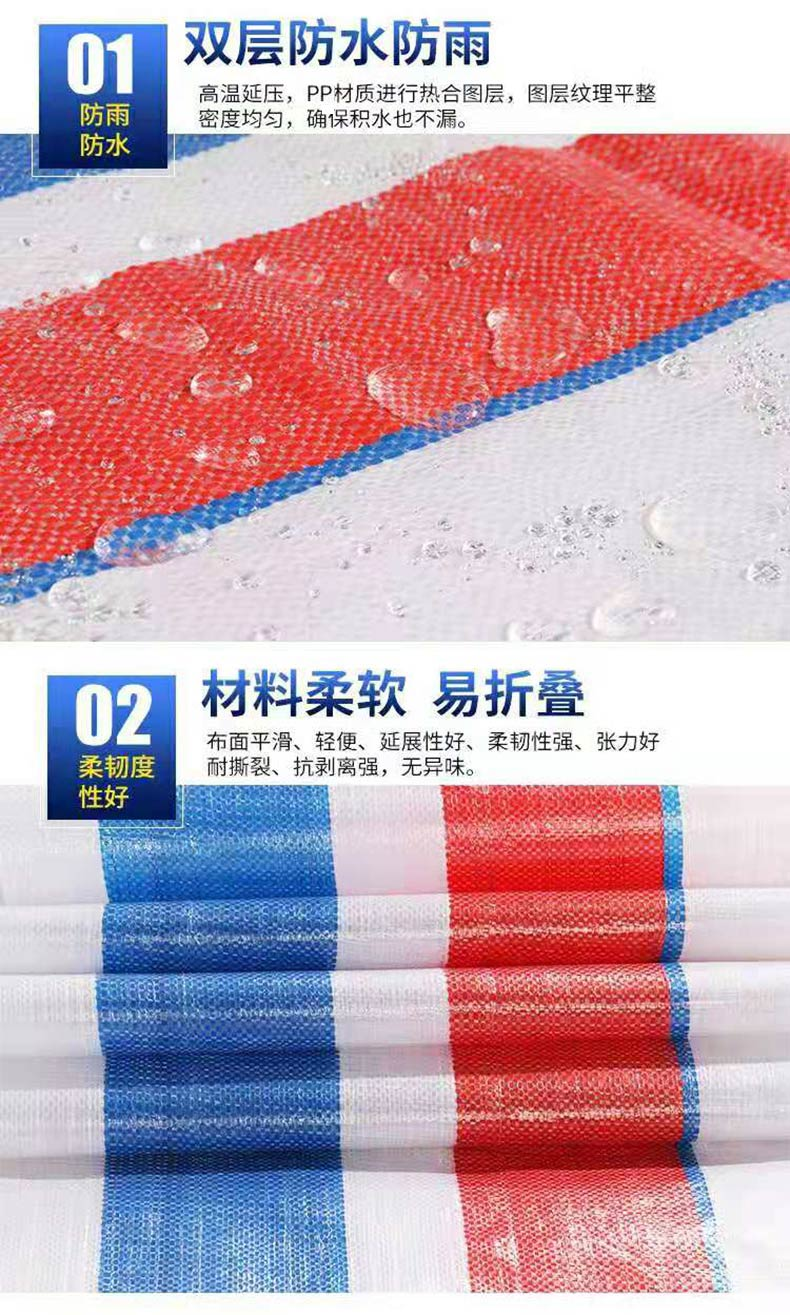 01
防雨
防水
双层防水防雨
高温延压，PP材质进行热合图层，图层纹理平整
密度均匀，确保积水也不漏。
02
柔韧度
性好
材料柔软 易折叠
布面平滑、轻便、延展性好、柔韧性强、张力好
耐撕裂、抗剥离强，无异味。